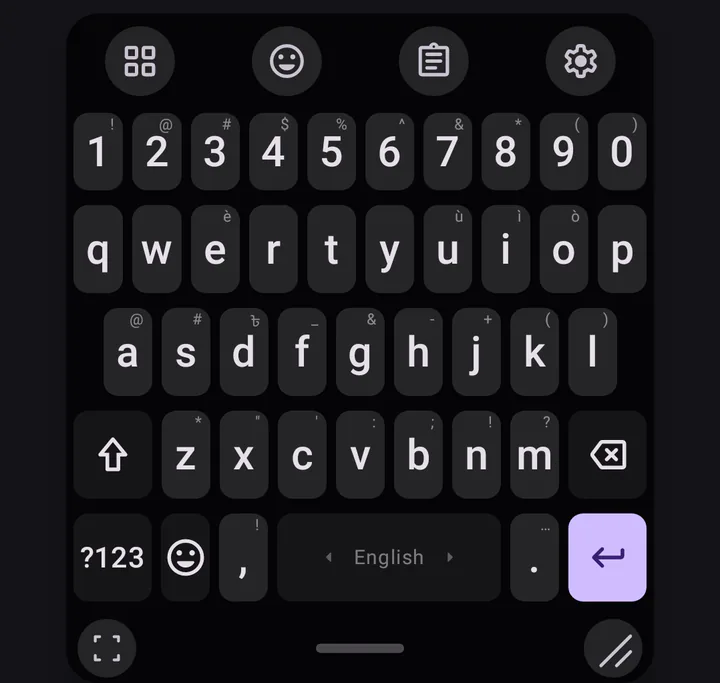 ! @ # $ % ^ & * ( )
1 2 3 4 5 6 7 8 9 0
è ù ì ò
q w e r t y u i o p
@ # _ & - + ( )
a s d f g h j k l
* " ' : ; ! ?
z x c v b n m
! …
?123 , English .